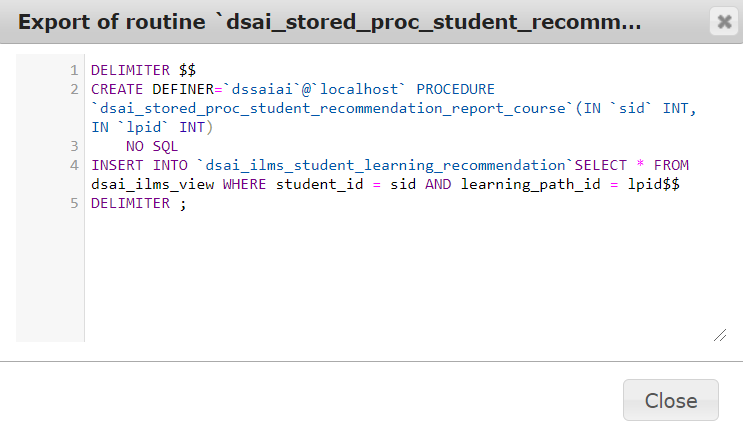 Export of routine `dsai_stored_proc_student_recomm...
1 DELIMITER $$
2 CREATE DEFINER=`dssaiai`@`localhost` PROCEDURE
`dsai_stored_proc_student_recommendation_report_course`(IN `sid` INT,
IN `lpid` INT)
3 NO SQL
4 INSERT INTO `dsai_ilms_student_learning_recommendation`SELECT * FROM
dsai_ilms_view WHERE student_id = sid AND learning_path_id = lpid$$
5 DELIMITER ;
Close